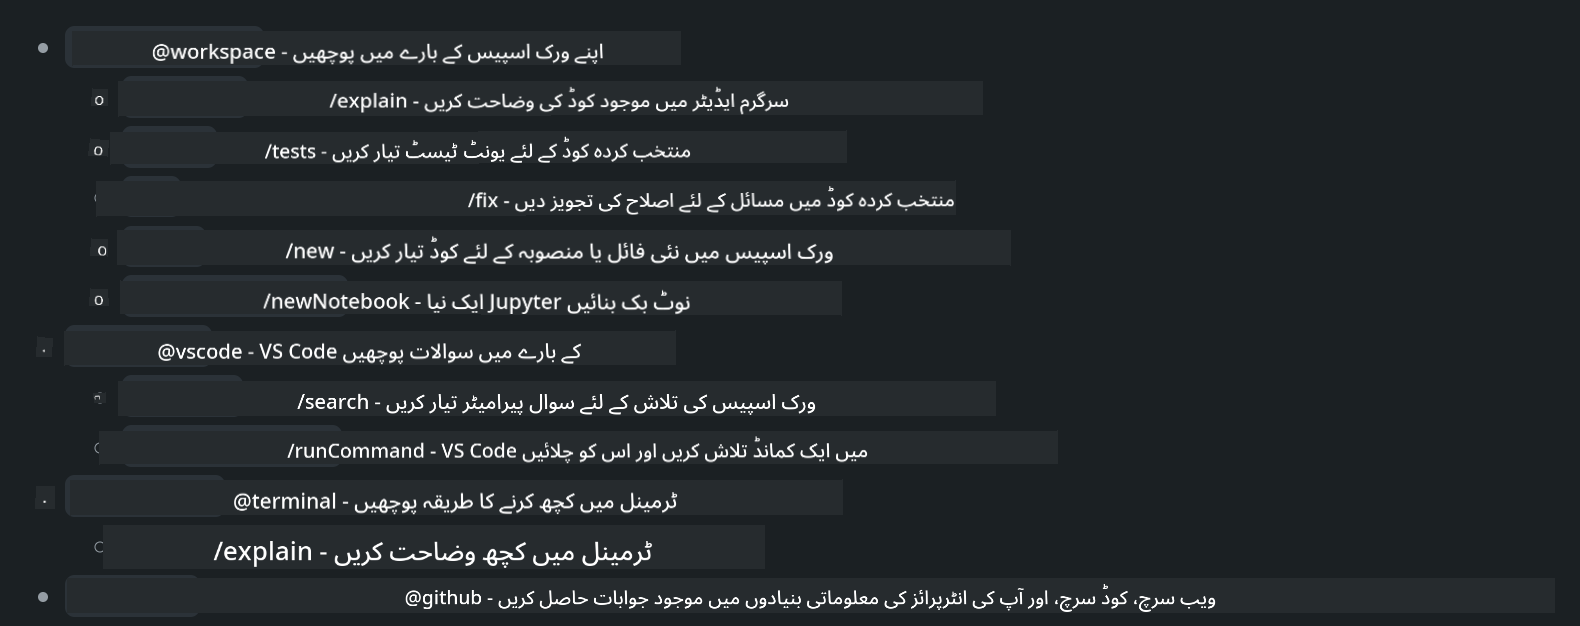 @workspace - اپنے ورک اسپیس کے بارے میں پوچھیں
/explain - سرگرم ایڈیٹر میں موجود کوڈ کی وضاحت کریں
/tests - منتخب کردہ کوڈ کے لئے یونٹ ٹیسٹ تیار کریں
/fix - منتخب کردہ کوڈ میں مسائل کے لئے اصلاح کی تجویز دیں
/new - ورک اسپیس میں نئی فائل یا منصوبہ کے لئے کوڈ تیار کریں
/newNotebook - ایک نیا Jupyter نوٹ بک بنائیں
@vscode - VS Code کے بارے میں سوالات پوچھیں
/search - ورک اسپیس کی تلاش کے لئے سوال پیرامیٹر تیار کریں
/runCommand - VS Code میں ایک کمانڈ تلاش کریں اور اس کو چلائیں
@terminal - ٹرمینل میں کچھ کرنے کا طریقہ پوچھیں
/explain - ٹرمینل میں کچھ وضاحت کریں
@github - ویب سرچ، کوڈ سرچ، اور آپ کی انٹرپرائز کی معلوماتی بنیادوں میں موجود جوابات حاصل کریں